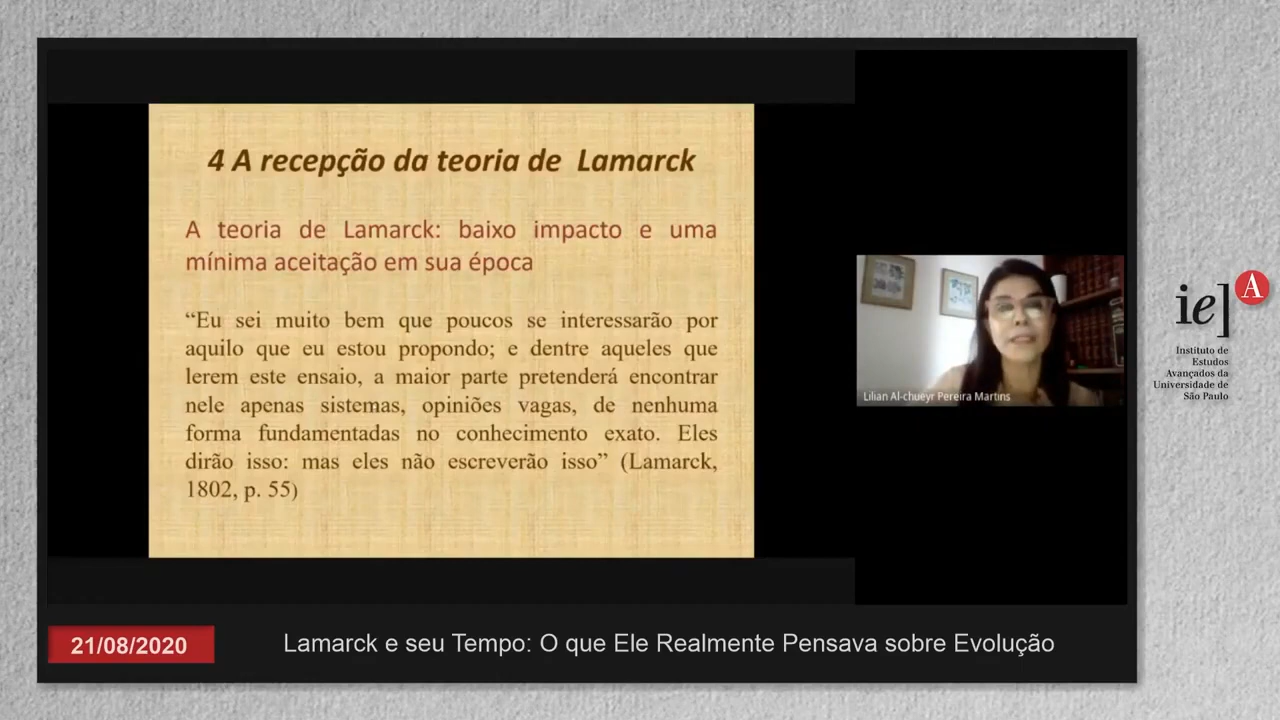 4 A recepção da teoria de Lamarck
A teoria de Lamarck: baixo impacto e uma
mínima aceitação em sua época
“Eu sei muito bem que poucos se interessarão por
aquilo que eu estou propondo; e dentre aqueles que
lerem este ensaio, a maior parte pretenderá encontrar
nele apenas sistemas, opiniões vagas, de nenhuma
forma fundamentadas no conhecimento exato. Eles
dirão isso: mas eles não escreverão isso” (Lamarck,
1802, p. 55)
Lilian Al-chueyr Pereira Martins
ie]
A
Instituto de
Estudos
Avançados da
Universidade de
São Paulo
21/08/2020
Lamarck e seu Tempo: O que Ele Realmente Pensava sobre Evolução